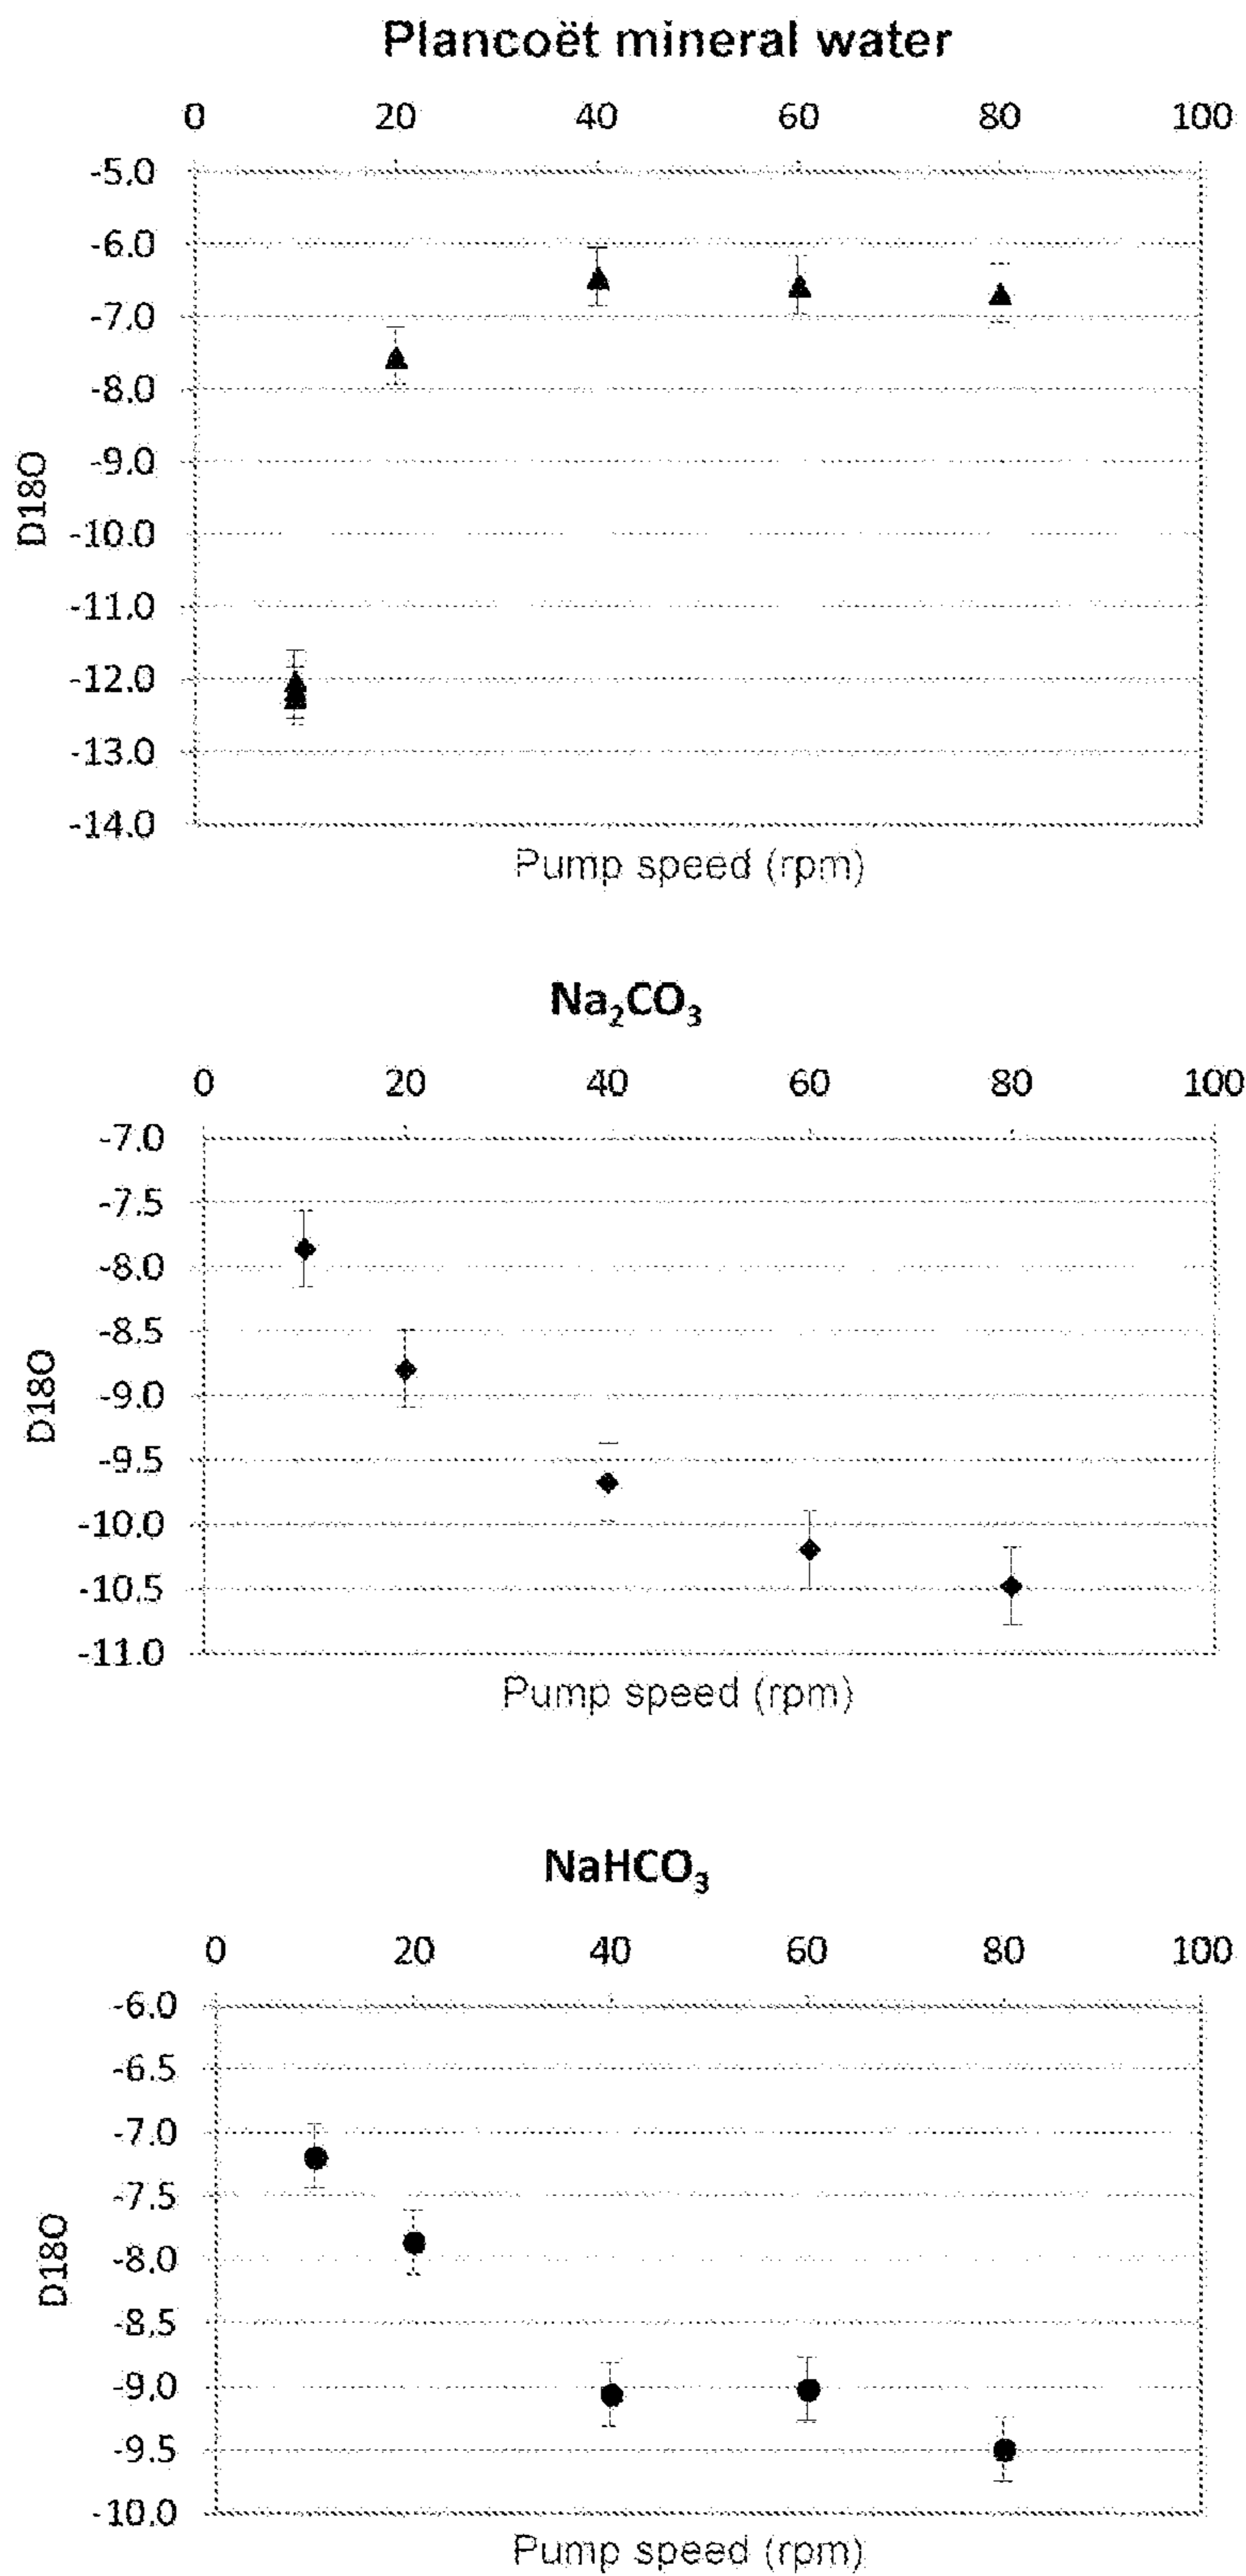 Plancoët mineral water
0 20 40 60 80 100
-5.0
-6.0
-7.0
-8.0
-9.0
-10.0
-11.0
-12.0
-13.0
-14.0
D18O
Pump speed (rpm)
Na₂CO₃
0 20 40 60 80 100
-7.0
-7.5
-8.0
-8.5
-9.0
-9.5
-10.0
-10.5
-11.0
D18O
Pump speed (rpm)
NaHCO₃
0 20 40 60 80 100
-6.0
-6.5
-7.0
-7.5
-8.0
-8.5
-9.0
-9.5
-10.0
D18O
Pump speed (rpm)